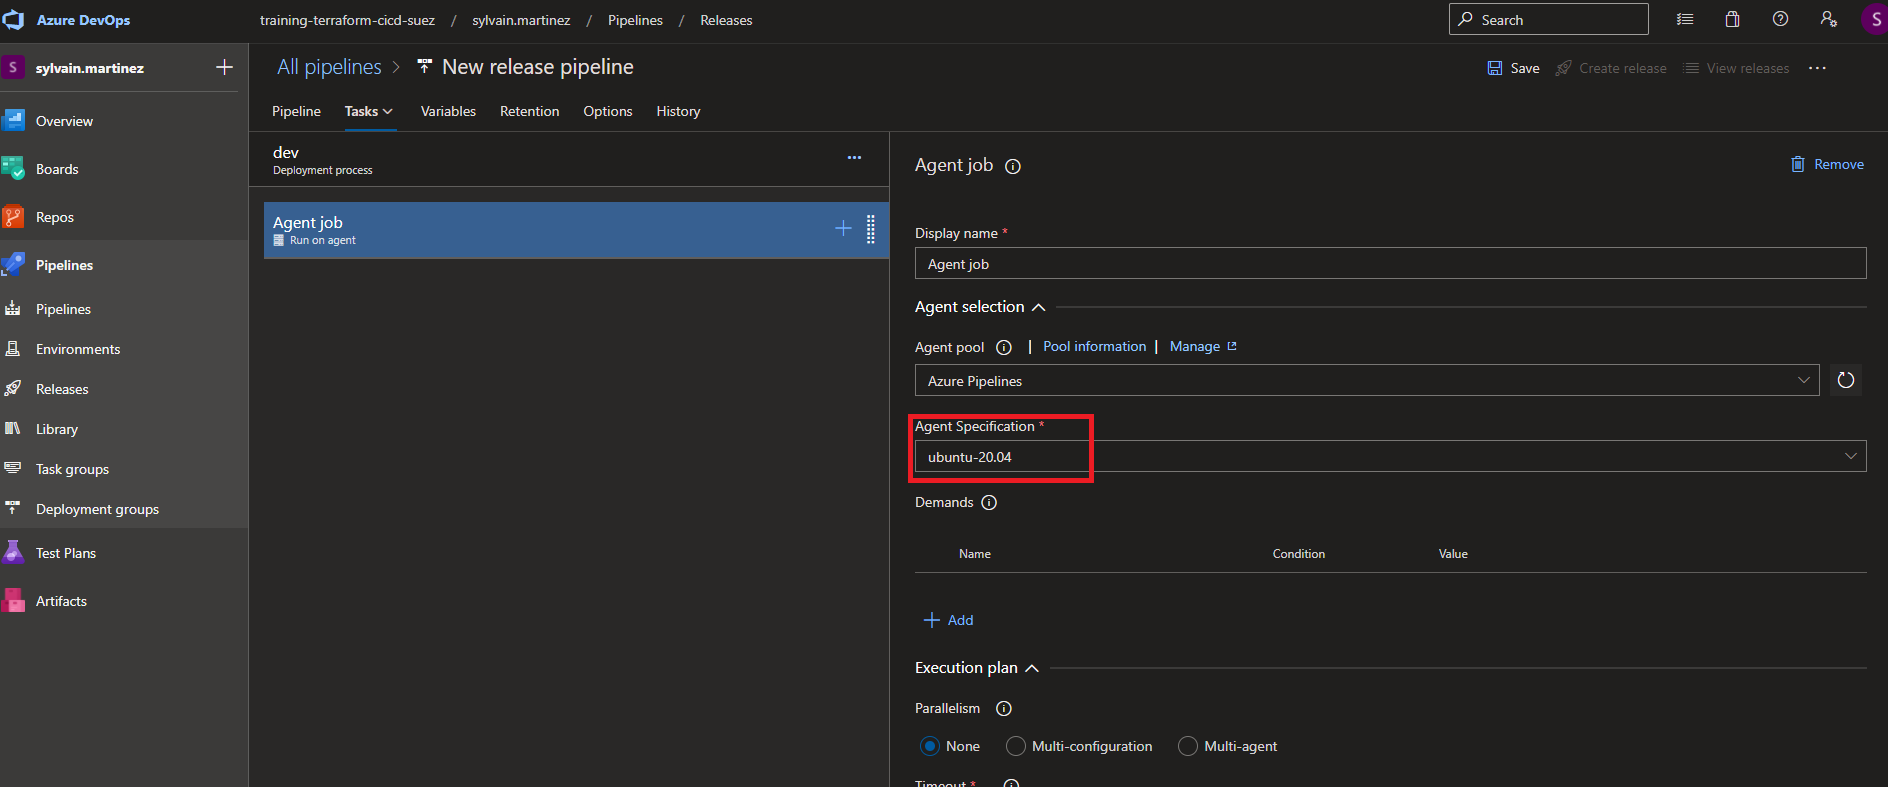 Azure DevOps
training-terraform-cicd-suez / sylvain.martinez / Pipelines / Releases
Search
S
S sylvain.martinez
Overview
Boards
Repos
Pipelines
Pipelines
Environments
Releases
Library
Task groups
Deployment groups
Test Plans
Artifacts
All pipelines > New release pipeline
Save Create release View releases ...
Pipeline Tasks Variables Retention Options History
dev
Deployment process
Agent job
Run on agent
Agent job
Remove
Display name *
Agent job
Agent selection
Agent pool | Pool information | Manage
Azure Pipelines
Agent Specification *
ubuntu-20.04
Demands
Name Condition Value
+ Add
Execution plan
Parallelism
None Multi-configuration Multi-agent
Timeout *